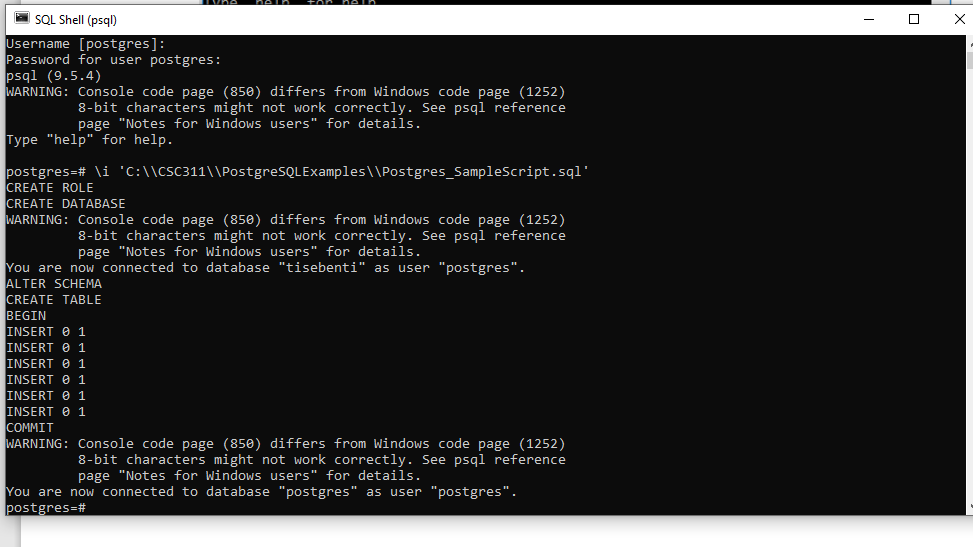 Type "help" for help.
SQL Shell (psql)
Username [postgres]:
Password for user postgres:
psql (9.5.4)
WARNING: Console code page (850) differs from Windows code page (1252)
         8-bit characters might not work correctly. See psql reference
         page "Notes for Windows users" for details.
Type "help" for help.

postgres=# \i 'C:\\CSC311\\PostgreSQLExamples\\Postgres_SampleScript.sql'
CREATE ROLE
CREATE DATABASE
WARNING: Console code page (850) differs from Windows code page (1252)
         8-bit characters might not work correctly. See psql reference
         page "Notes for Windows users" for details.
You are now connected to database "tisebenti" as user "postgres".
ALTER SCHEMA
CREATE TABLE
BEGIN
INSERT 0 1
INSERT 0 1
INSERT 0 1
INSERT 0 1
INSERT 0 1
INSERT 0 1
COMMIT
WARNING: Console code page (850) differs from Windows code page (1252)
         8-bit characters might not work correctly. See psql reference
         page "Notes for Windows users" for details.
You are now connected to database "postgres" as user "postgres".
postgres=#